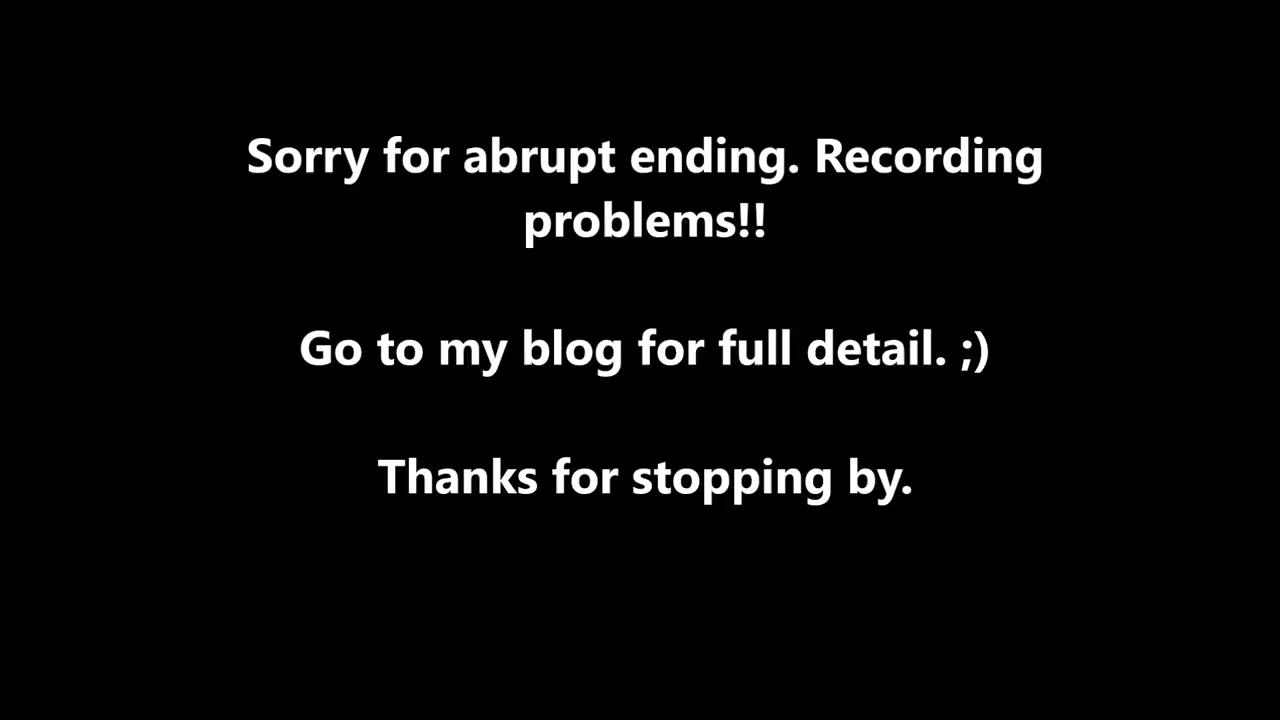 Sorry for abrupt ending. Recording
problems!!
Go to my blog for full detail. ;)
Thanks for stopping by.